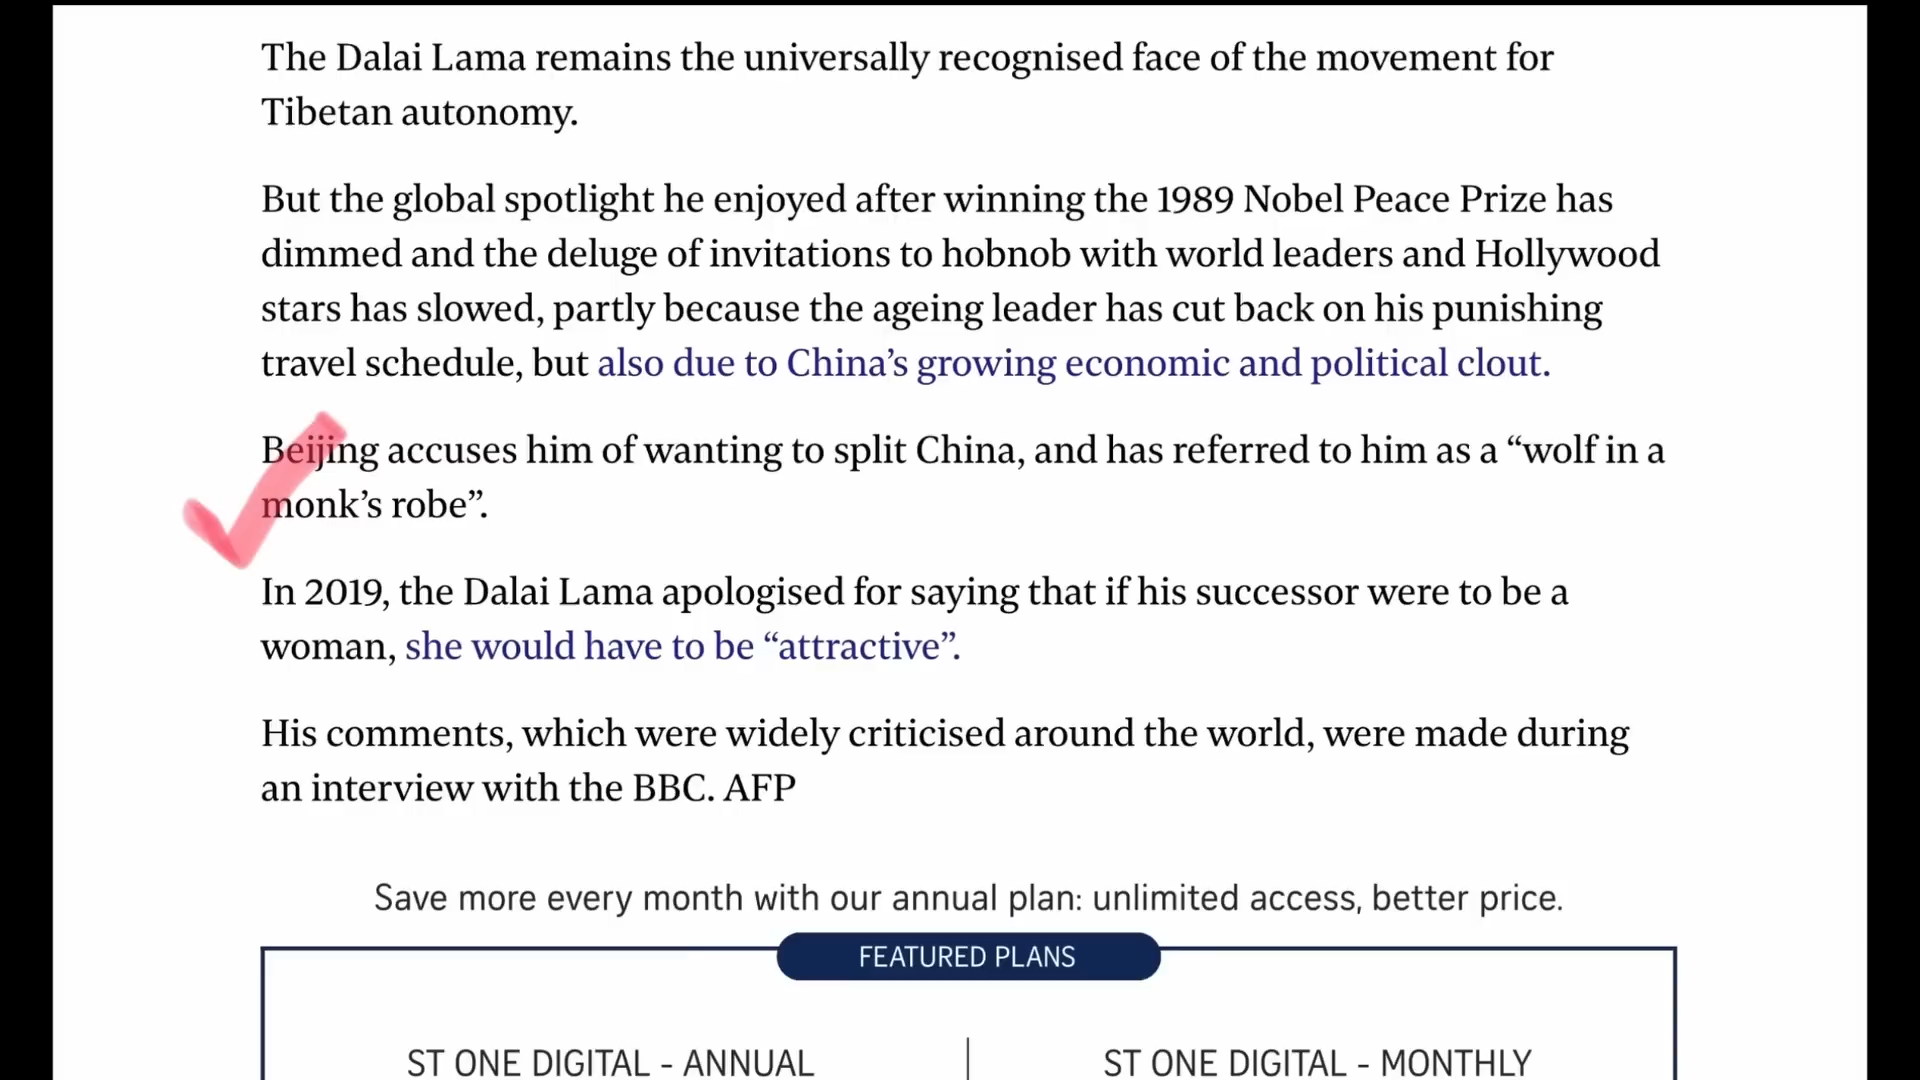 The Dalai Lama remains the universally recognised face of the movement for
Tibetan autonomy.
But the global spotlight he enjoyed after winning the 1989 Nobel Peace Prize has
dimmed and the deluge of invitations to hobnob with world leaders and Hollywood
stars has slowed, partly because the ageing leader has cut back on his punishing
travel schedule, but also due to China’s growing economic and political clout.
Beijing accuses him of wanting to split China, and has referred to him as a “wolf in a
monk’s robe”.
In 2019, the Dalai Lama apologised for saying that if his successor were to be a
woman, she would have to be “attractive”.
His comments, which were widely criticised around the world, were made during
an interview with the BBC. AFP
Save more every month with our annual plan: unlimited access, better price.
FEATURED PLANS
ST ONE DIGITAL - ANNUAL
ST ONE DIGITAL - MONTHLY